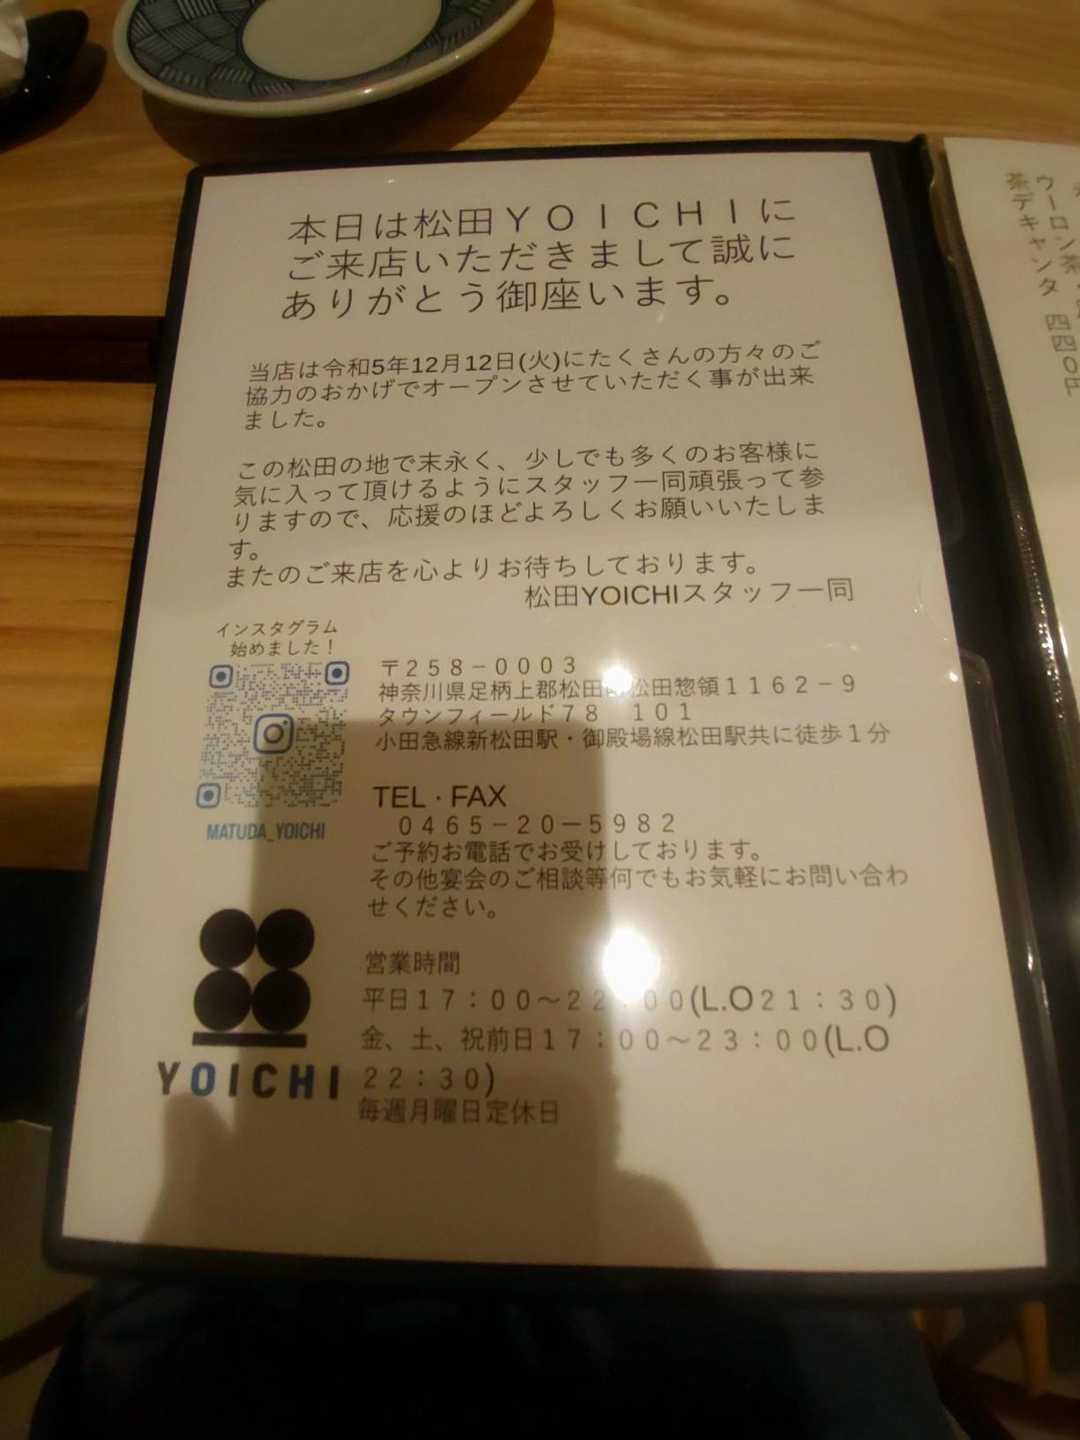 本日は松田ＹＯＩＣＨＩに
ご来店いただきまして誠に
ありがとう御座います。
当店は令和5年12月12日(火)にたくさんの方々のご
協力のおかげでオープンさせていただく事が出来
ました。
この松田の地で末永く、少しでも多くのお客様に
気に入って頂けるようにスタッフ一同頑張って参
りますので、応援のほどよろしくお願いいたしま
す。
またのご来店を心よりお待ちしております。
松田YOICHIスタッフ一同
インスタグラム
始めました！
MATUDA_YOICHI
〒２５８－０００３
神奈川県足柄上郡松田町松田惣領１１６２－９
タウンフィールド７８　１０１
小田急線新松田駅・御殿場線松田駅共に徒歩１分
TEL・FAX
０４６５－２０－５９８２
ご予約お電話でお受けしております。
その他宴会のご相談等何でもお気軽にお問い合わ
せください。
営業時間
平日１７：００～２２：００(L.O２１：３０)
金、土、祝前日１７：００～２３：００(L.O
２２：３０)
毎週月曜日定休日
YOICHI
ウーロン茶
茶デキャンタ 四四０円